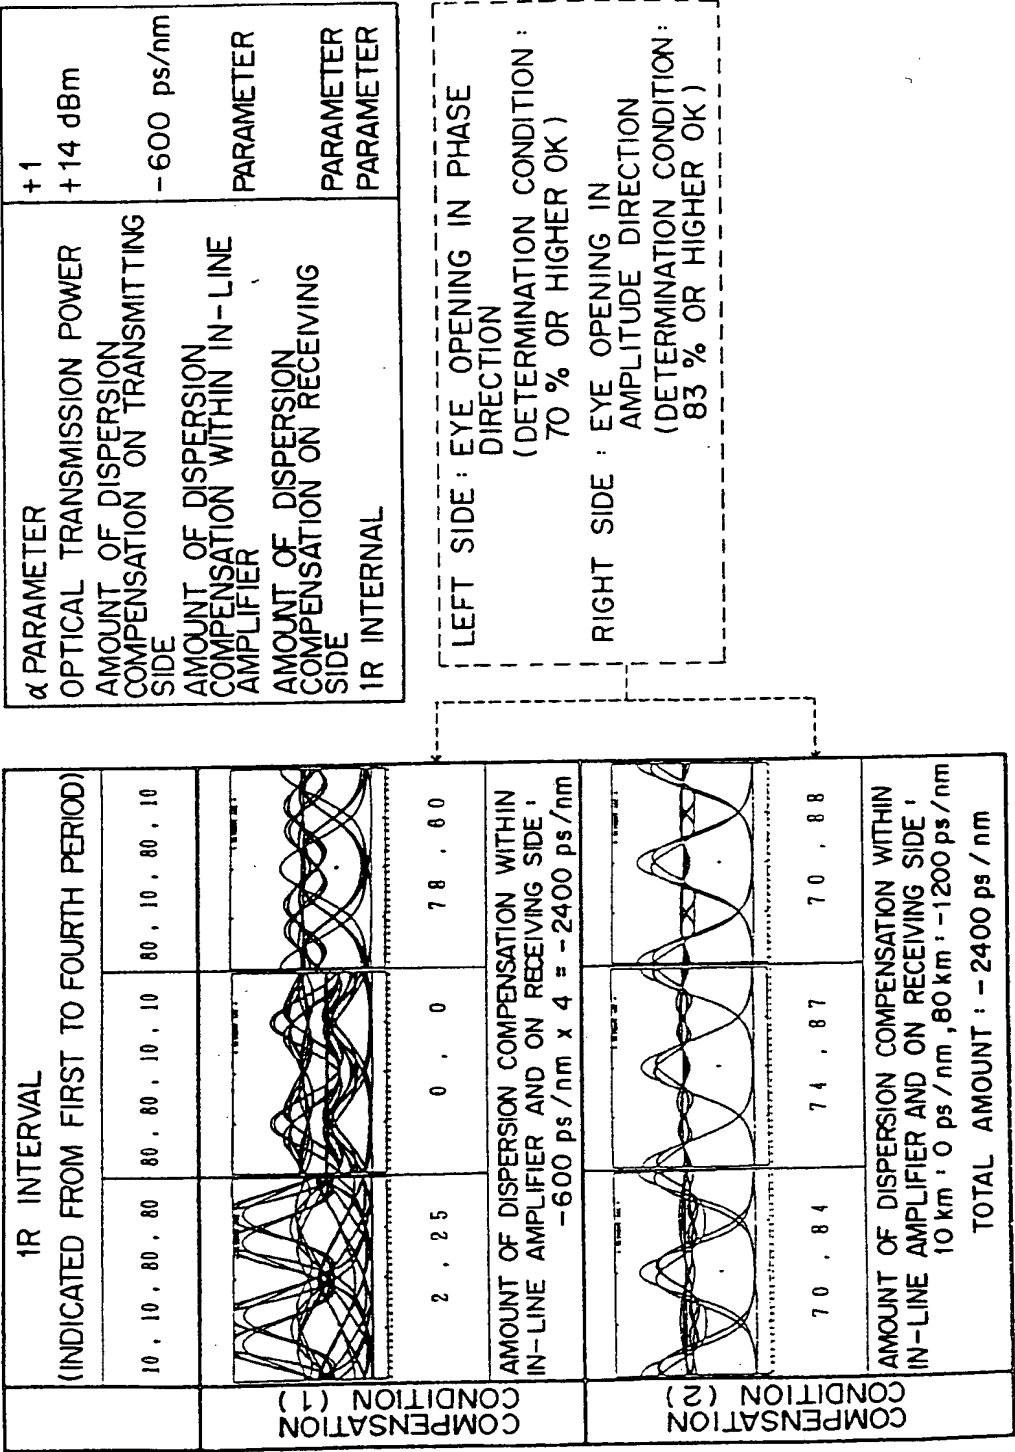 1R INTERVAL
(INDICATED FROM FIRST TO FOURTH PERIOD)
10 , 10 , 80 , 80
80 , 80 , 10 , 10
80 , 10 , 80 , 10
COMPENSATION
CONDITION (1)
2 , 25
0 , 0
78 , 60
AMOUNT OF DISPERSION COMPENSATION WITHIN
IN-LINE AMPLIFIER AND ON RECEIVING SIDE :
-600 ps/nm x 4 = -2400 ps/nm
COMPENSATION
CONDITION (2)
70 , 84
74 , 87
70 , 88
AMOUNT OF DISPERSION COMPENSATION WITHIN
IN-LINE AMPLIFIER AND ON RECEIVING SIDE :
10 km : 0 ps/nm , 80 km : -1200 ps/nm
TOTAL AMOUNT : -2400 ps/nm
α PARAMETER +1
OPTICAL TRANSMISSION POWER +14 dBm
AMOUNT OF DISPERSION
COMPENSATION ON TRANSMITTING
SIDE -600 ps/nm
AMOUNT OF DISPERSION
COMPENSATION WITHIN IN-LINE
AMPLIFIER PARAMETER
AMOUNT OF DISPERSION
COMPENSATION ON RECEIVING
SIDE PARAMETER
1R INTERNAL PARAMETER
LEFT SIDE : EYE OPENING IN PHASE
DIRECTION
(DETERMINATION CONDITION :
70 % OR HIGHER OK)
RIGHT SIDE : EYE OPENING IN
AMPLITUDE DIRECTION
(DETERMINATION CONDITION :
83 % OR HIGHER OK)